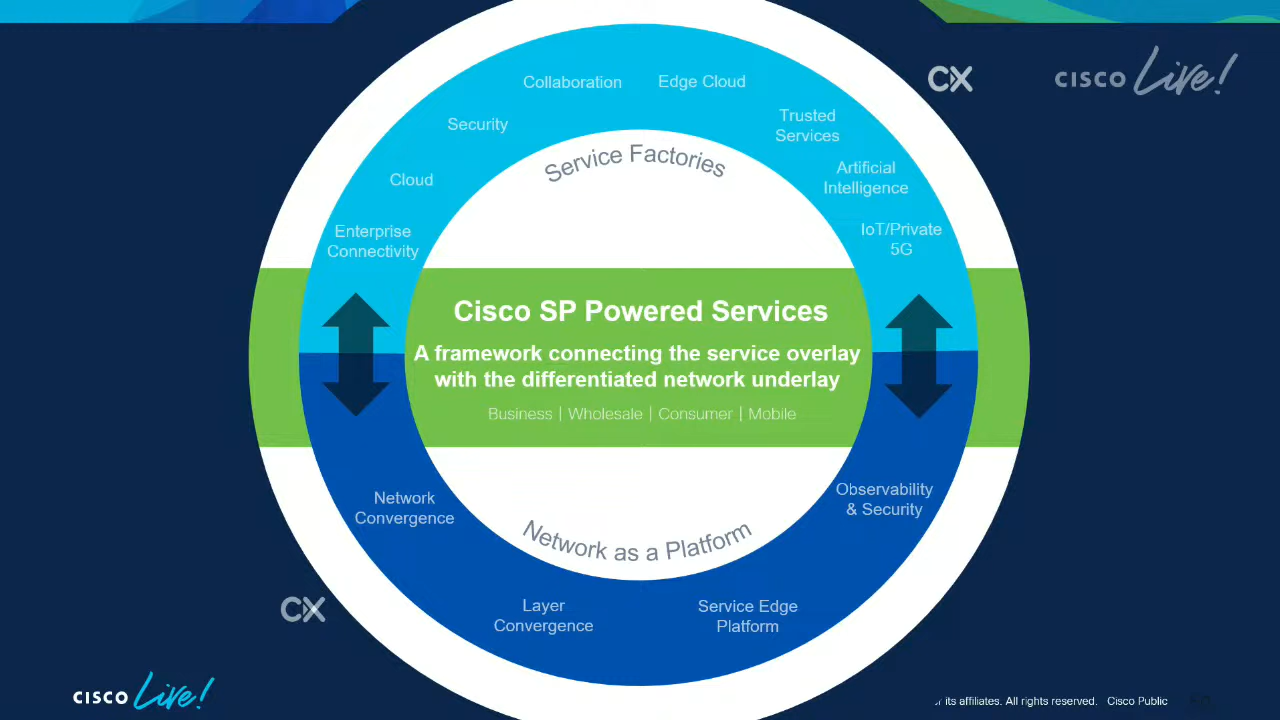 Collaboration
Edge Cloud
CX
CISCO Live!
Security
Trusted
Services
Service Factories
Cloud
Artificial
Intelligence
Enterprise
Connectivity
IoT/Private
5G
Cisco SP Powered Services
A framework connecting the service overlay
with the differentiated network underlay
Business | Wholesale | Consumer | Mobile
Network
Convergence
Observability
& Security
Network as a Platform
CX
Layer
Convergence
Service Edge
Platform
CISCO Live!
its affiliates. All rights reserved. Cisco Public